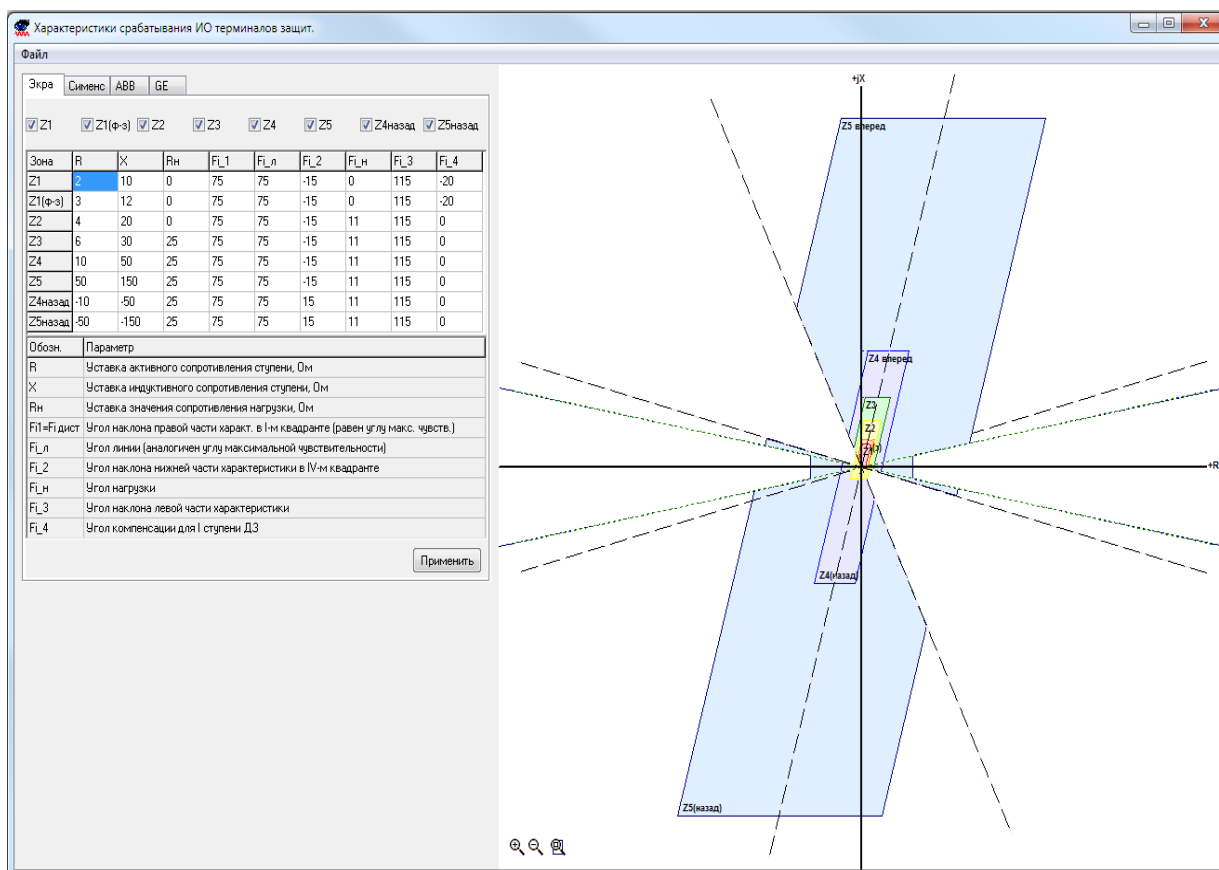 Характеристики срабатывания ИО терминалов защит.
Файл
Экра Сименс ABB GE
Z1 Z1(ф-з) Z2 Z3 Z4 Z5 Z4назад Z5назад
Зона R X Rн Fi_1 Fi_л Fi_2 Fi_н Fi_3 Fi_4
Z1 2 10 0 75 75 -15 0 115 -20
Z1(ф-з) 3 12 0 75 75 -15 0 115 -20
Z2 4 20 0 75 75 -15 11 115 0
Z3 6 30 25 75 75 -15 11 115 0
Z4 10 50 25 75 75 -15 11 115 0
Z5 50 150 25 75 75 -15 11 115 0
Z4назад -10 -50 25 75 75 15 11 115 0
Z5назад -50 -150 25 75 75 15 11 115 0
Обозн. Параметр
R Уставка активного сопротивления ступени, Ом
X Уставка индуктивного сопротивления ступени, Ом
Rн Уставка значения сопротивления нагрузки, Ом
Fi1=Fi дист Угол наклона правой части характ. в I-м квадранте (равен углу макс. чувств.)
Fi_л Угол линии (аналогичен углу максимальной чувствительности)
Fi_2 Угол наклона нижней части характеристики в IV-м квадранте
Fi_н Угол нагрузки
Fi_3 Угол наклона левой части характеристики
Fi_4 Угол компенсации для I ступени ДЗ
Применить
+jX
Z5 вперед
Z4 вперед
Z3
Z2
+R
Z4(назад)
Z5(назад)